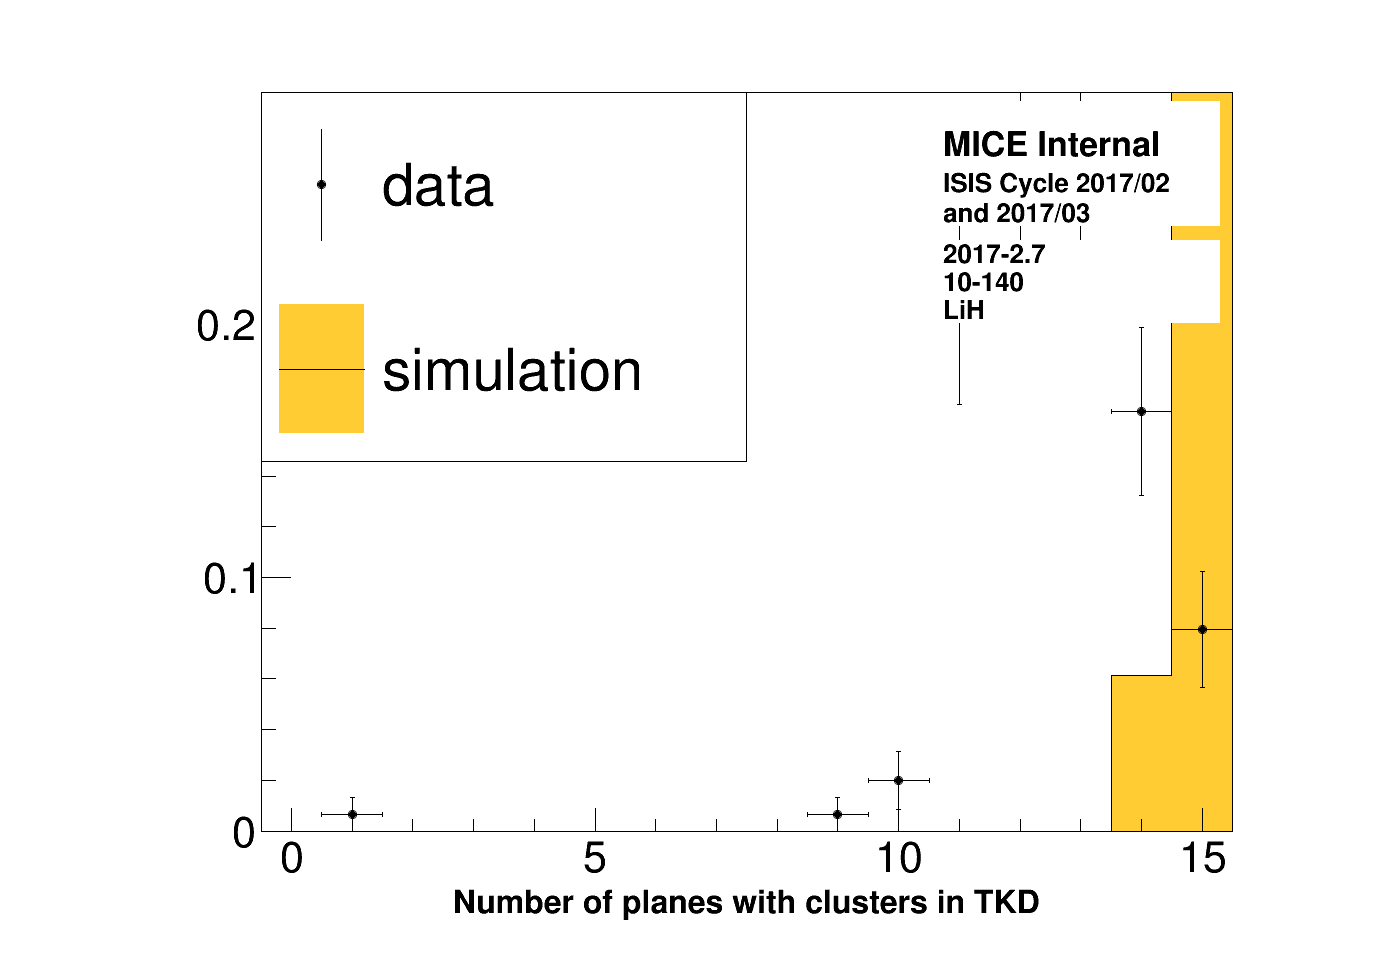 MICE Internal
data
ISIS Cycle 2017/02
and 2017/03
2017-2.7
10-140
LiH
0.2
simulation
0.1
0
0 5 10 15
Number of planes with clusters in TKD